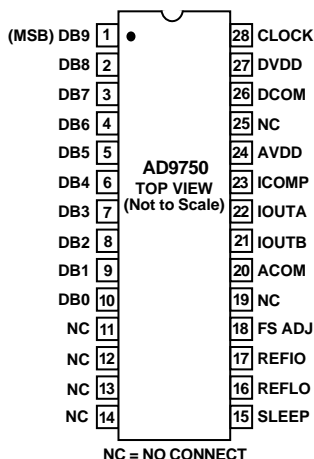 (MSB) DB9 1 28 CLOCK
DB8 2 27 DVDD
DB7 3 26 DCOM
DB6 4 25 NC
DB5 5 24 AVDD
DB4 6 23 ICOMP
DB3 7 22 IOUTA
DB2 8 21 IOUTB
DB1 9 20 ACOM
DB0 10 19 NC
NC 11 18 FS ADJ
NC 12 17 REFIO
NC 13 16 REFLO
NC 14 15 SLEEP
AD9750
TOP VIEW
(Not to Scale)
NC = NO CONNECT